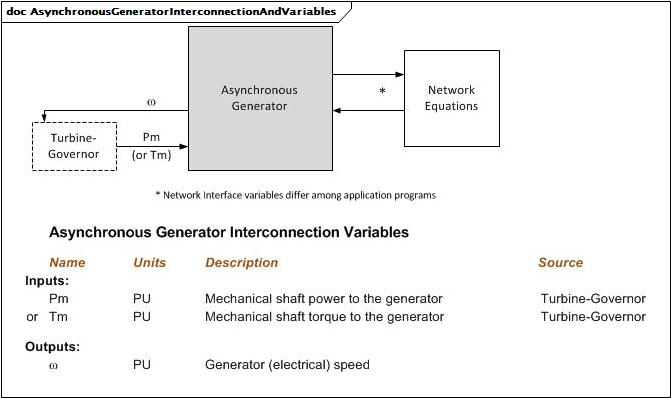 doc AsynchronousGeneratorInterconnectionAndVariables
Asynchronous
Generator
*
Network
Equations
ω
Turbine-
Governor
Pm
(or Tm)
* Network Interface variables differ among application programs
Asynchronous Generator Interconnection Variables
Name Units Description Source
Inputs:
Pm PU Mechanical shaft power to the generator Turbine-Governor
or Tm PU Mechanical shaft torque to the generator Turbine-Governor
Outputs:
ω PU Generator (electrical) speed